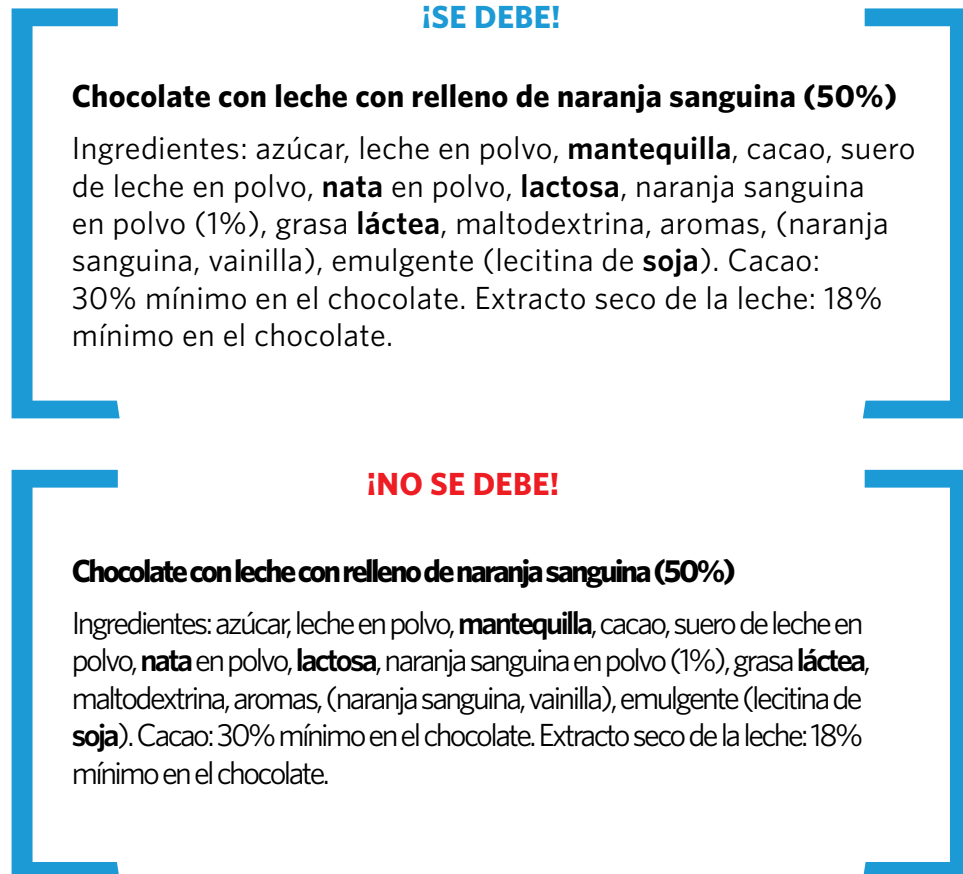 ¡SE DEBE!
Chocolate con leche con relleno de naranja sanguina (50%)
Ingredientes: azúcar, leche en polvo, mantequilla, cacao, suero
de leche en polvo, nata en polvo, lactosa, naranja sanguina
en polvo (1%), grasa láctea, maltodextrina, aromas, (naranja
sanguina, vainilla), emulgente (lecitina de soja). Cacao:
30% mínimo en el chocolate. Extracto seco de la leche: 18%
mínimo en el chocolate.
¡NO SE DEBE!
Chocolate con leche con relleno de naranja sanguina (50%)
Ingredientes: azúcar, leche en polvo, mantequilla, cacao, suero de leche en
polvo, nata en polvo, lactosa, naranja sanguina en polvo (1%), grasa láctea,
maltodextrina, aromas, (naranja sanguina, vainilla), emulgente (lecitina de
soja). Cacao: 30% mínimo en el chocolate. Extracto seco de la leche: 18%
mínimo en el chocolate.